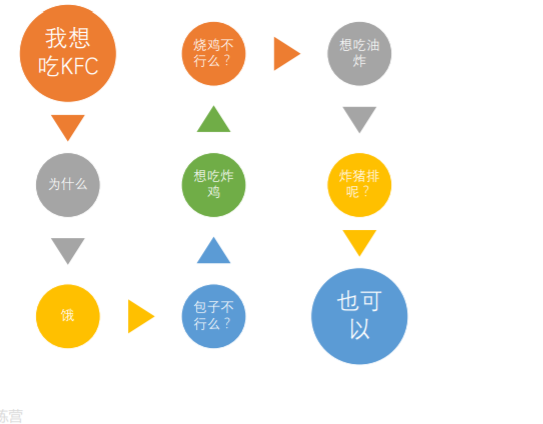 我想
吃KFC
为什么
饿
包子不
行么？
想吃炸
鸡
烧鸡不
行么？
想吃油
炸
炸猪排
呢？
也可
以
练营